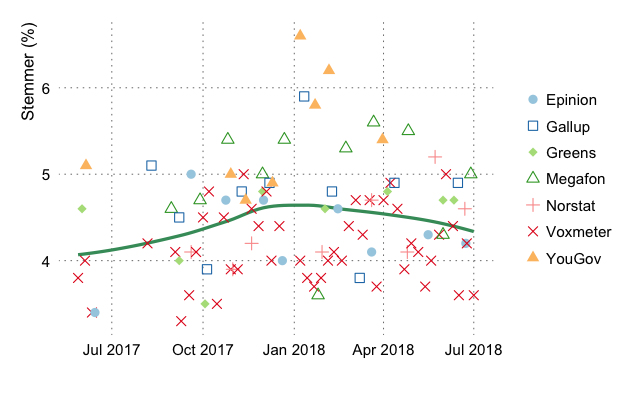 Stemmer (%)
6
4
Jul 2017 Oct 2017 Jan 2018 Apr 2018 Jul 2018
Epinion
Gallup
Greens
Megafon
Norstat
Voxmeter
YouGov